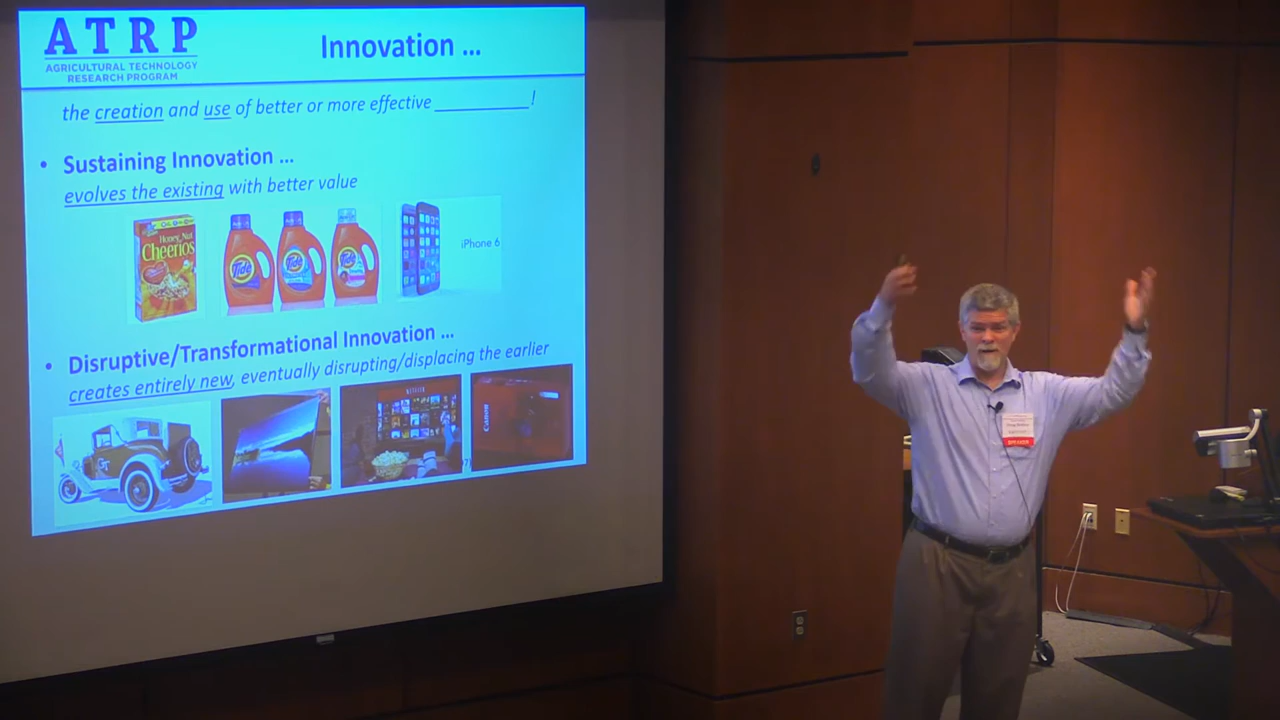 ATRP
AGRICULTURAL TECHNOLOGY
RESEARCH PROGRAM
Innovation ...
the creation and use of better or more effective __________!
• Sustaining Innovation ...
evolves the existing with better value
Honey Nut
Cheerios
Tide
Tide
Tide
iPhone 6
• Disruptive/Transformational Innovation ...
creates entirely new, eventually disrupting/displacing the earlier
GT
NETFLIX
Canon
SPEAKER